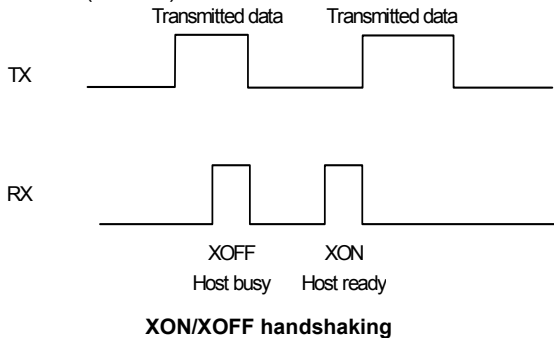 Transmitted data Transmitted data
TX
RX
XOFF XON
Host busy Host ready
XON/XOFF handshaking